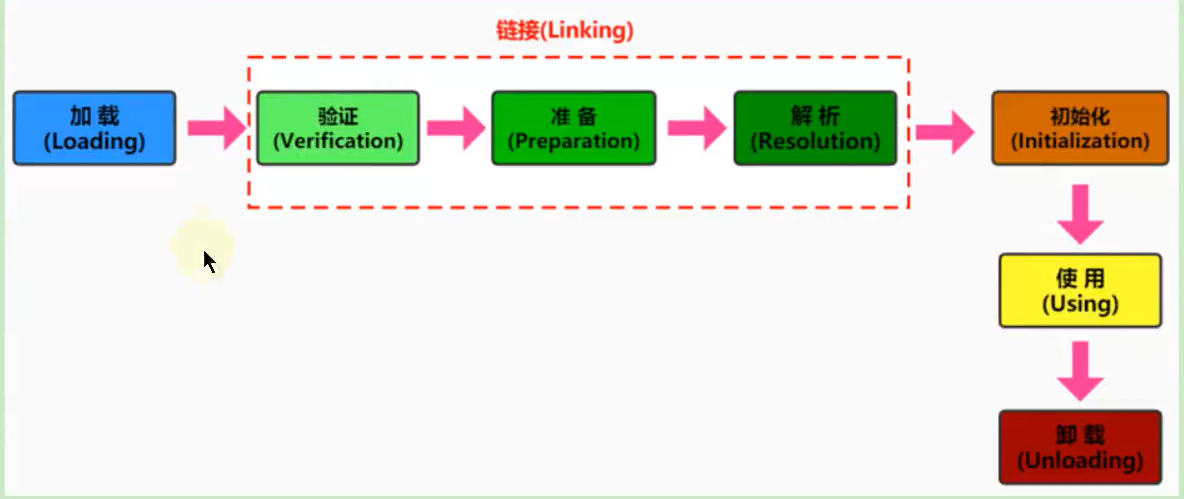 链接(Linking)
加 载
(Loading)
验证
(Verification)
准 备
(Preparation)
解 析
(Resolution)
初始化
(Initialization)
使 用
(Using)
卸 载
(Unloading)